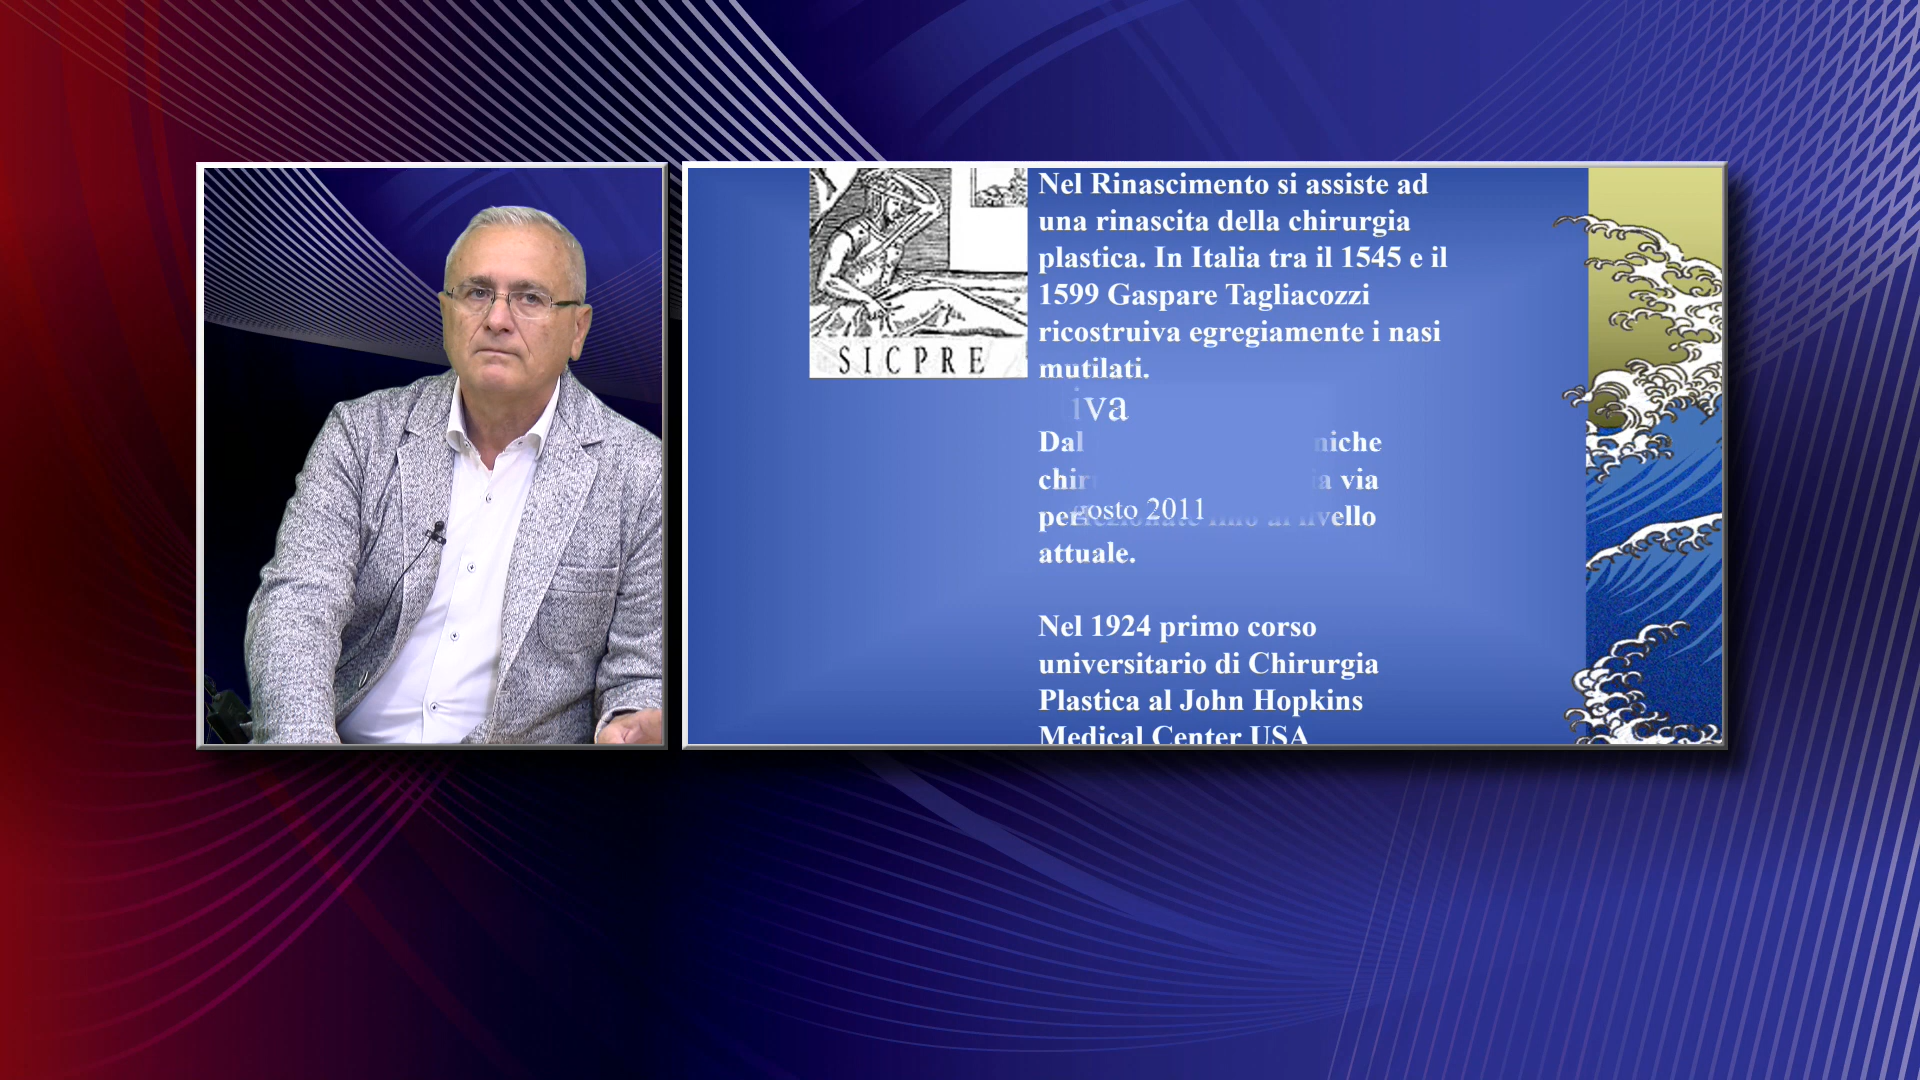 SICPRE
Nel Rinascimento si assiste ad
una rinascita della chirurgia
plastica. In Italia tra il 1545 e il
1599 Gaspare Tagliacozzi
ricostruiva egregiamente i nasi
mutilati.
iva
Dal niche
chir a via
gosto 2011
livello
attuale.
Nel 1924 primo corso
universitario di Chirurgia
Plastica al John Hopkins
Medical Center USA